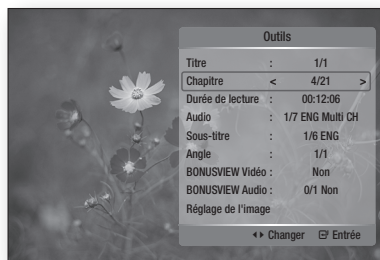 Outils
Titre : 1/1
Chapitre < 4/21 >
Durée de lecture : 00:12:06
Audio : 1/7 ENG Multi CH
Sous-titre : 1/6 ENG
Angle : 1/1
BONUSVIEW Vidéo : Non
BONUSVIEW Audio : 0/1 Non
Réglage de l'image
◄► Changer Entrée